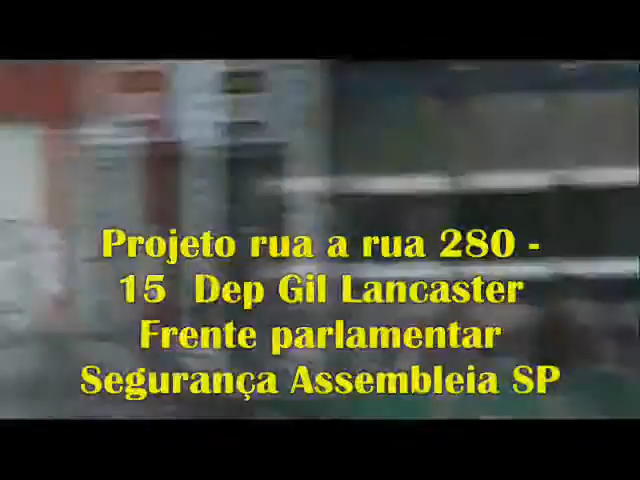 Projeto rua a rua 280 -
15 Dep Gil Lancaster
Frente parlamentar
Segurança Assembleia SP